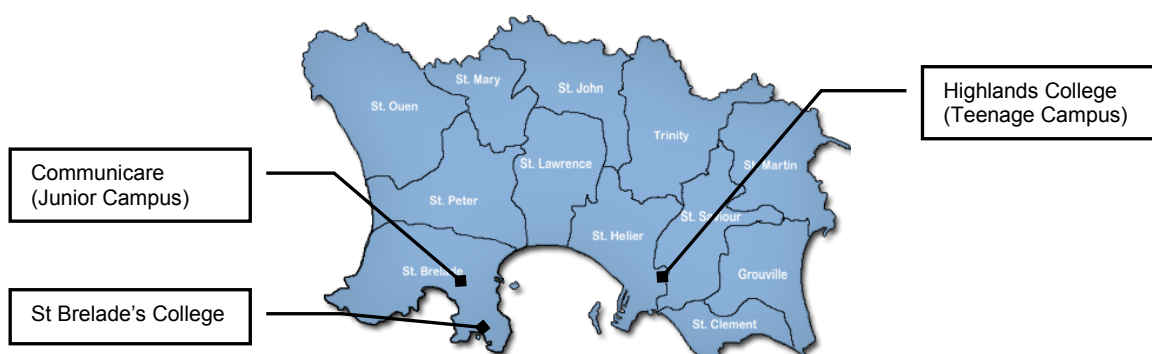 St. Mary
St. John
Highlands College
(Teenage Campus)
St. Ouen
Trinity
St. Lawrence
St. Martin
Communicare
(Junior Campus)
St. Peter
St. Saviour
St. Helier
St. Brelade
Grouville
St Brelade's College
St. Clement